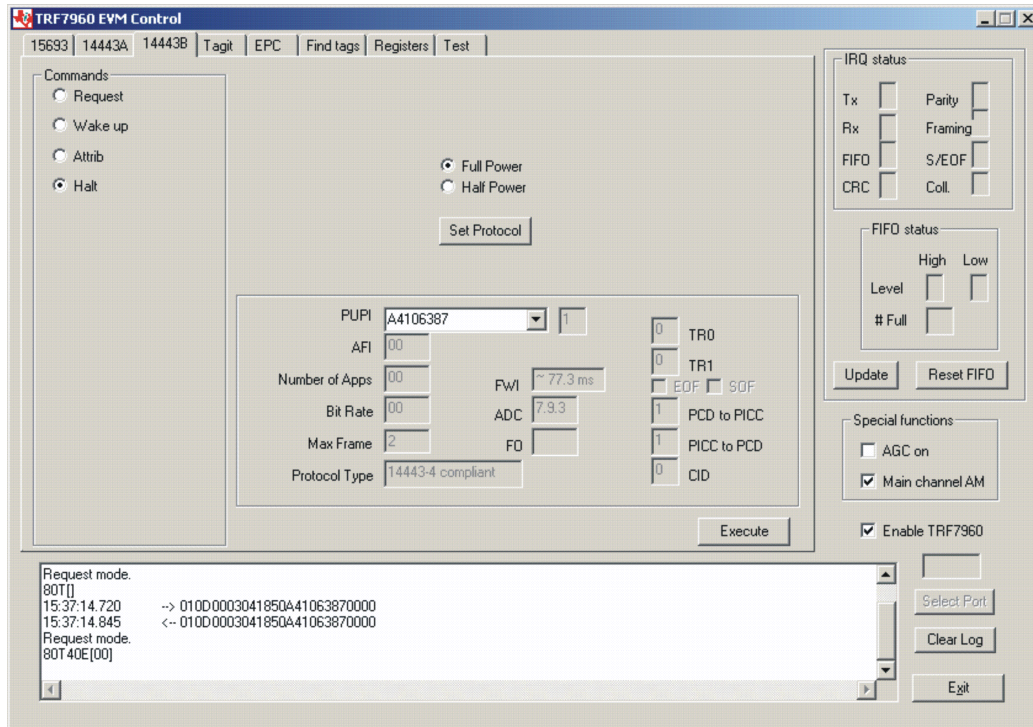 TRF7960 EVM Control
15693 14443A 14443B Tagit EPC Find tags Registers Test
Commands
Request
Wake up
Attrib
Halt
Full Power
Half Power
Set Protocol
PUPI A4106387 1
AFI 00
Number of Apps 00
Bit Rate 00
Max Frame 2
Protocol Type 14443-4 compliant
FWI ~ 77.3 ms
ADC 7.9.3
FO
0 TR0
0 TR1
EOF SOF
1 PCD to PICC
1 PICC to PCD
0 CID
Execute
IRQ status
Tx Parity
Rx Framing
FIFO S/EOF
CRC Coll.
FIFO status
High Low
Level
# Full
Update Reset FIFO
Special functions
AGC on
Main channel AM
Enable TRF7960
Select Port
Clear Log
Exit
Request mode.
80T[]
15:37:14.720 --> 010D0003041850A41063870000
15:37:14.845 <-- 010D0003041850A41063870000
Request mode.
80T40E[00]